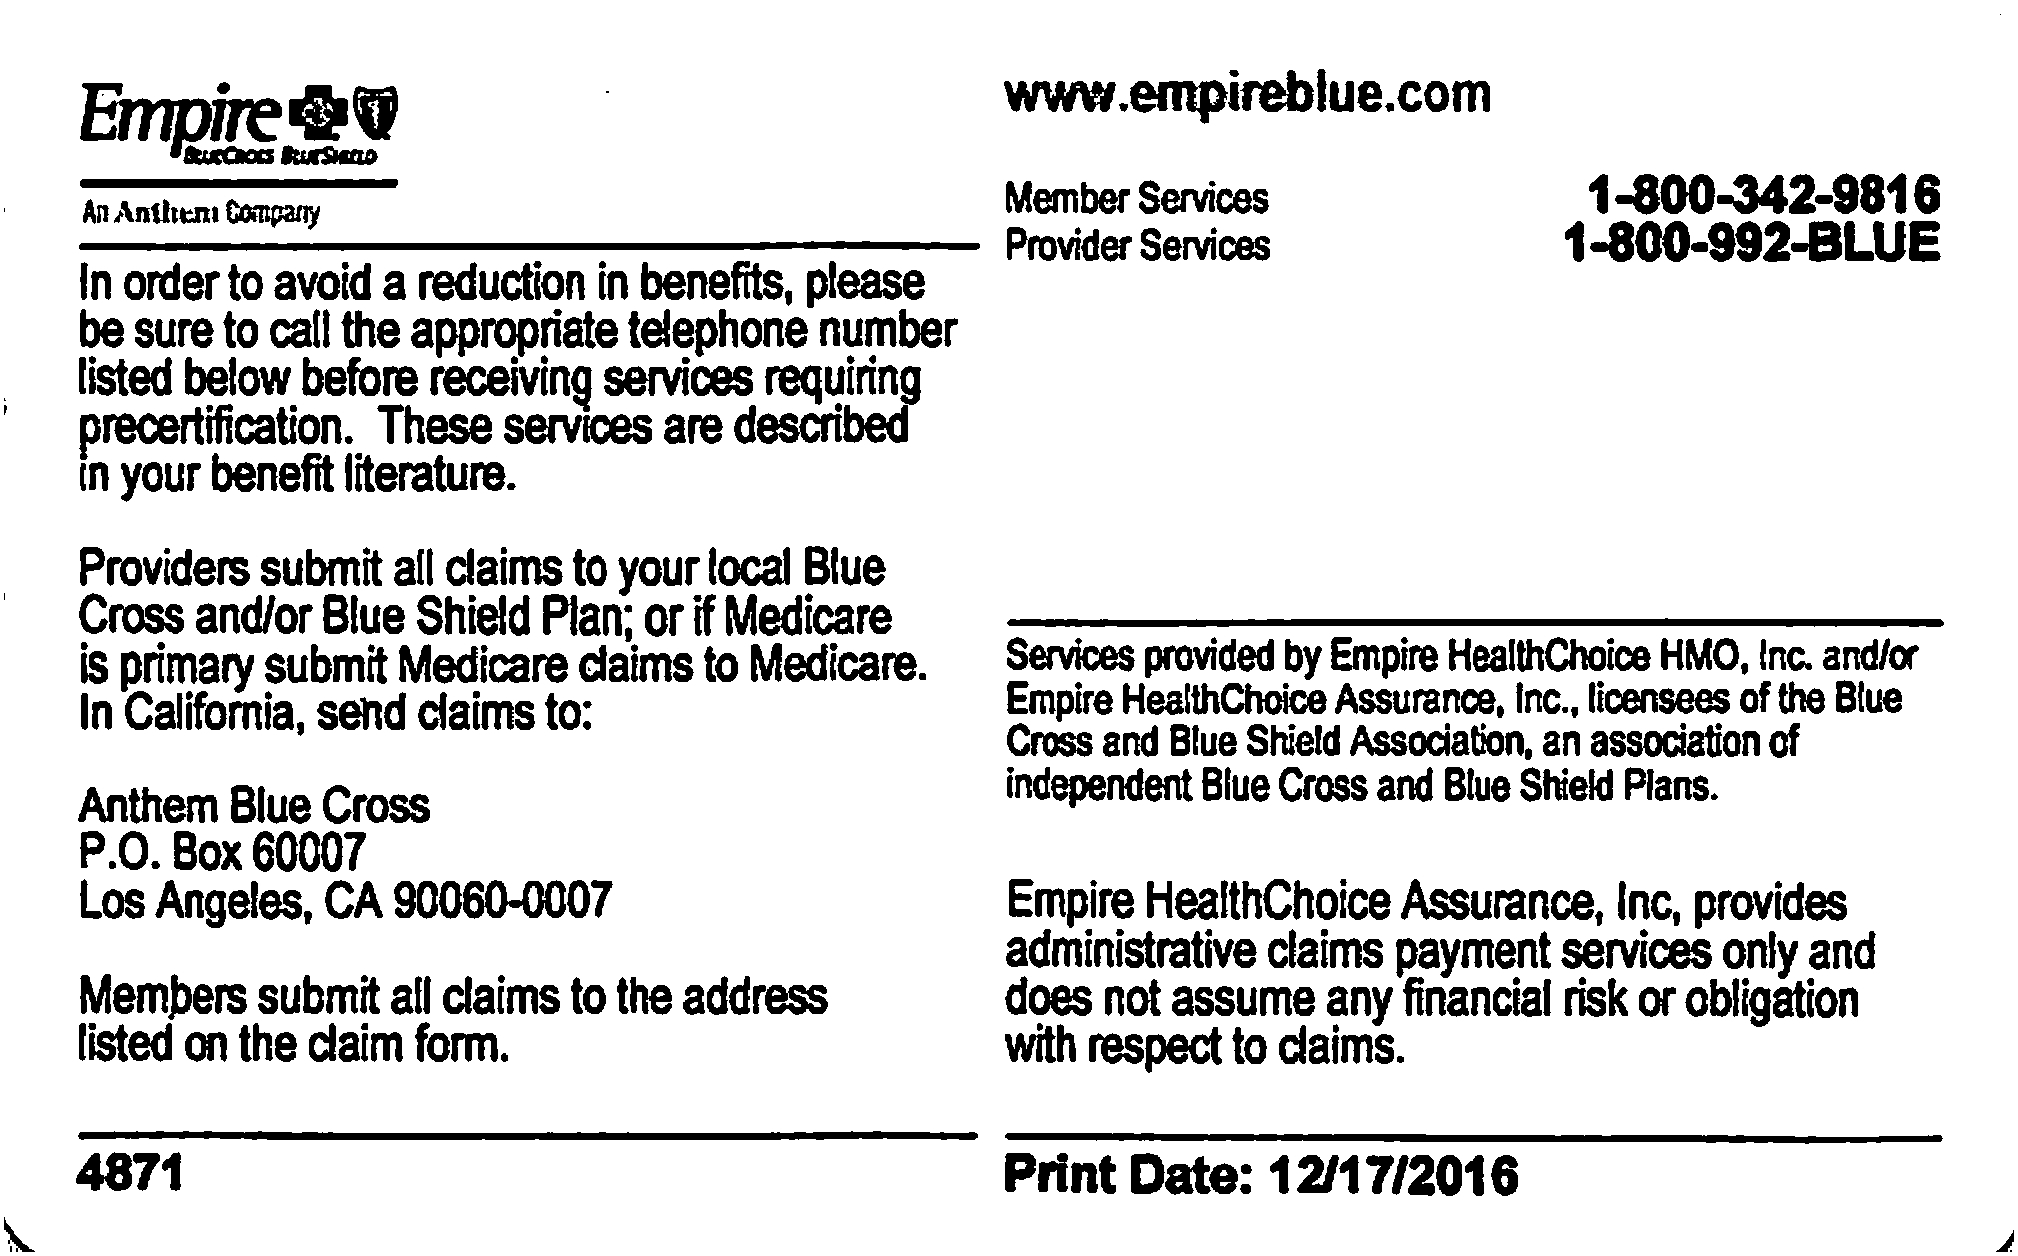 Empire
BLUECROSS BLUESHIELD
An Anthem Company
In order to avoid a reduction in benefits, please
be sure to call the appropriate telephone number
listed below before receiving services requiring
precertification. These services are described
in your benefit literature.
Providers submit all claims to your local Blue
Cross and/or Blue Shield Plan; or if Medicare
is primary submit Medicare claims to Medicare.
In California, send claims to:
Anthem Blue Cross
P.O. Box 60007
Los Angeles, CA 90060-0007
Members submit all claims to the address
listed on the claim form.
4871
www.empireblue.com
Member Services 1-800-342-9816
Provider Services 1-800-992-BLUE
Services provided by Empire HealthChoice HMO, Inc. and/or
Empire HealthChoice Assurance, Inc., licensees of the Blue
Cross and Blue Shield Association, an association of
independent Blue Cross and Blue Shield Plans.
Empire HealthChoice Assurance, Inc, provides
administrative claims payment services only and
does not assume any financial risk or obligation
with respect to claims.
Print Date: 12/17/2016